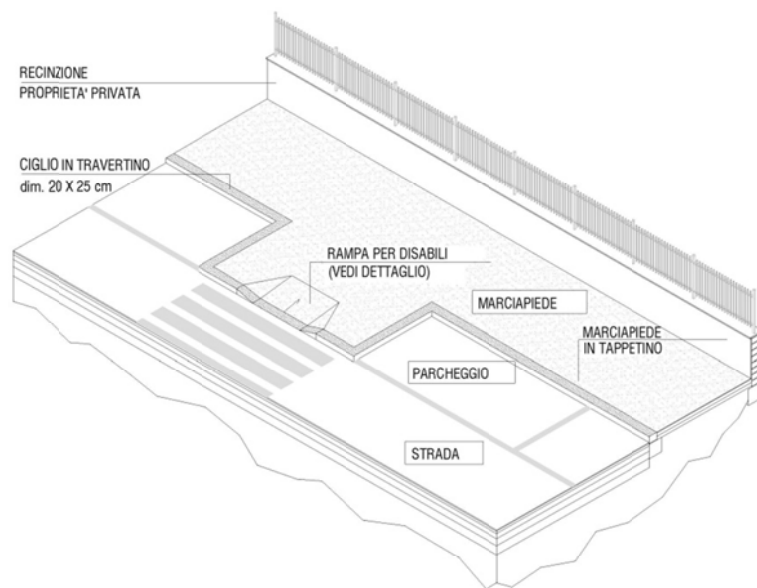 RECINZIONE
PROPRIETA' PRIVATA
CIGLIO IN TRAVERTINO
dim. 20 X 25 cm
RAMPA PER DISABILI
(VEDI DETTAGLIO)
MARCIAPIEDE
MARCIAPIEDE
IN TAPPETINO
PARCHEGGIO
STRADA